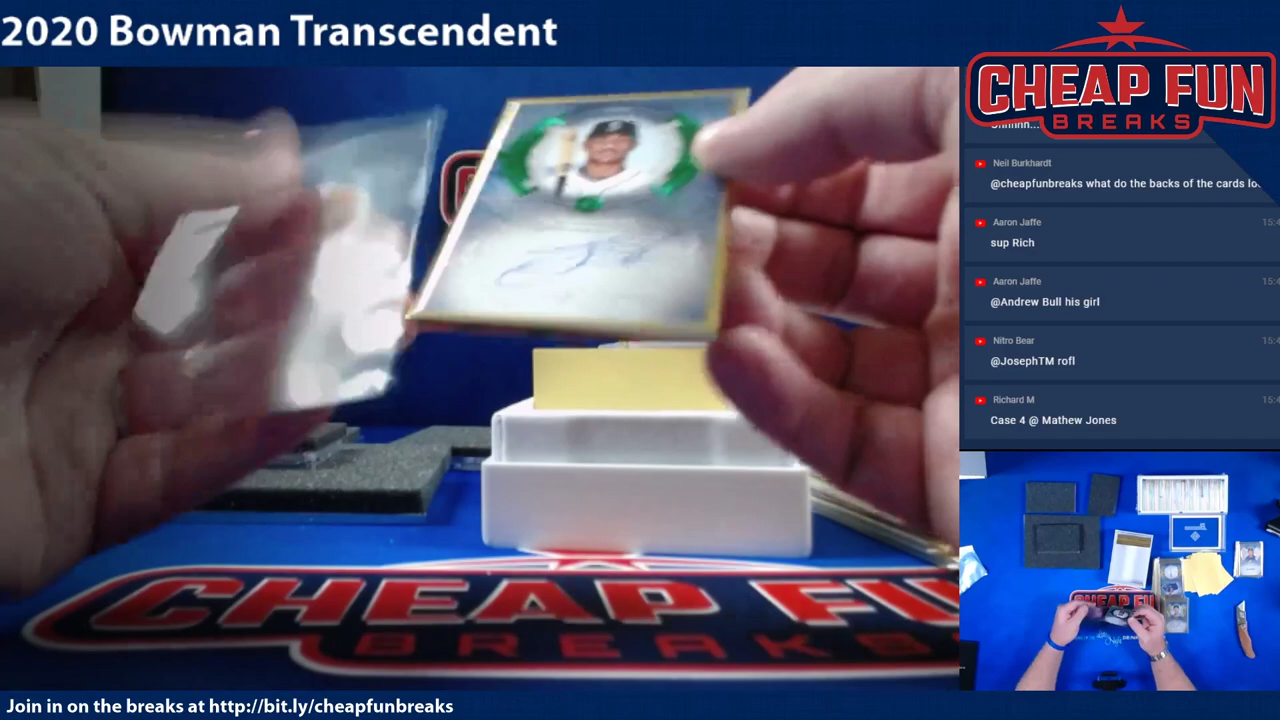 2020 Bowman Transcendent
CHEAP FUN
BREAKS
Neil Burkhardt
@cheapfunbreaks what do the backs of the cards lo
Aaron Jaffe
sup Rich
Aaron Jaffe
@Andrew Bull his girl
Nitro Bear
@JosephTM rofl
Richard M
Case 4 @ Mathew Jones
CHEAP FU
BREAKS
CHEAP FUN
Join in on the breaks at http://bit.ly/cheapfunbreaks